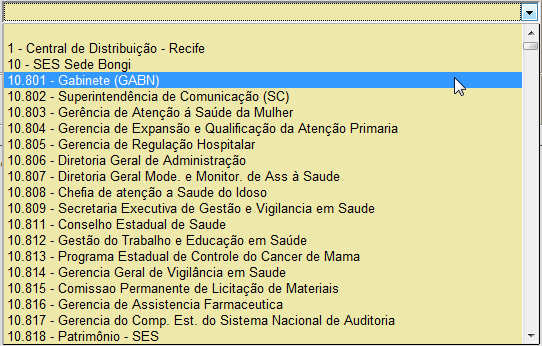 1 - Central de Distribuição - Recife
10 - SES Sede Bongi
10.801 - Gabinete (GABN)
10.802 - Superintendência de Comunicação (SC)
10.803 - Gerência de Atenção á Saúde da Mulher
10.804 - Gerencia de Expansão e Qualificação da Atenção Primaria
10.805 - Gerencia de Regulação Hospitalar
10.806 - Diretoria Geral de Administração
10.807 - Diretoria Geral Mode. e Monitor. de Ass à Saude
10.808 - Chefia de atenção a Saude do Idoso
10.809 - Secretaria Executiva de Gestão e Vigilancia em Saude
10.811 - Conselho Estadual de Saude
10.812 - Gestão do Trabalho e Educação em Saúde
10.813 - Programa Estadual de Controle do Cancer de Mama
10.814 - Gerencia Geral de Vigilância em Saude
10.815 - Comissao Permanente de Licitação de Materiais
10.816 - Gerencia de Assistencia Farmaceutica
10.817 - Gerencia do Comp. Est. do Sistema Nacional de Auditoria
10.818 - Patrimônio - SES